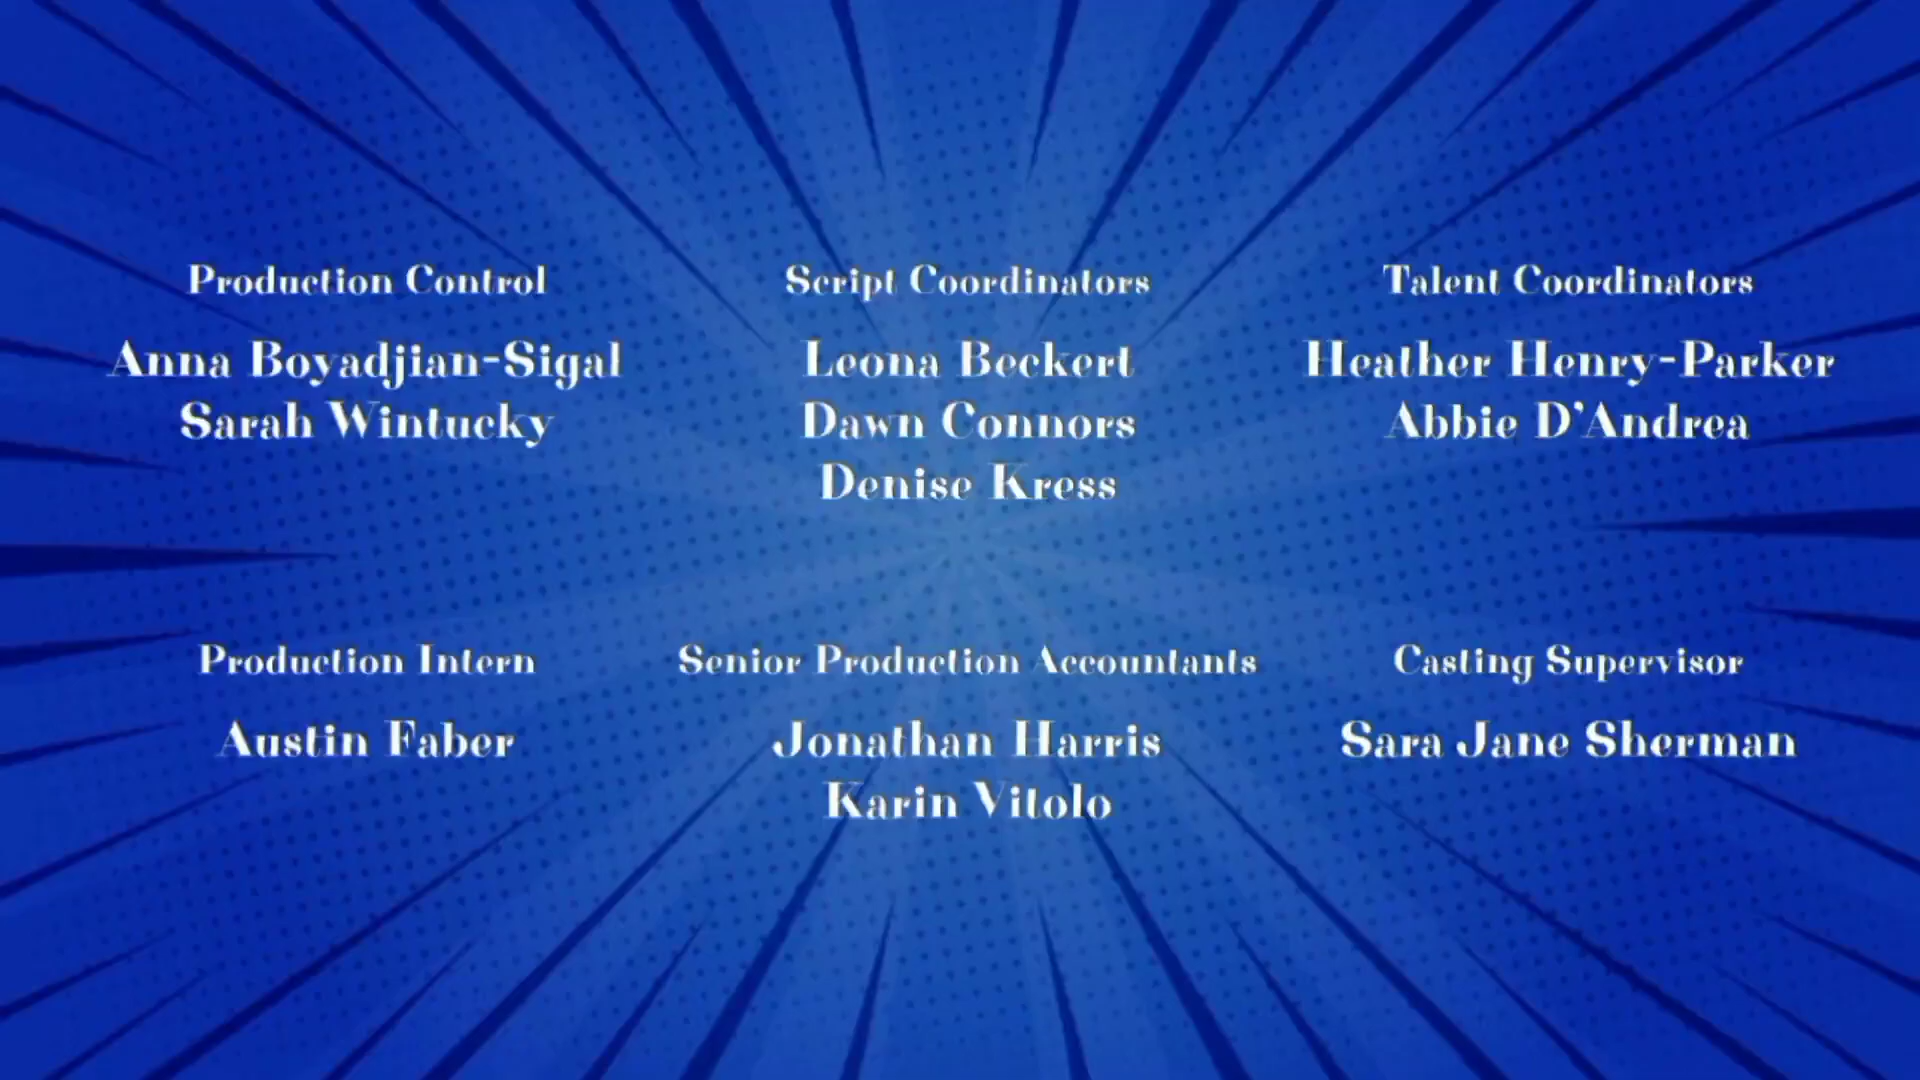 Production Control
Anna Boyadjian-Sigal
Sarah Wintucky
Script Coordinators
Leona Beckert
Dawn Connors
Denise Kress
Talent Coordinators
Heather Henry-Parker
Abbie D'Andrea
Production Intern
Austin Faber
Senior Production Accountants
Jonathan Harris
Karin Vitolo
Casting Supervisor
Sara Jane Sherman